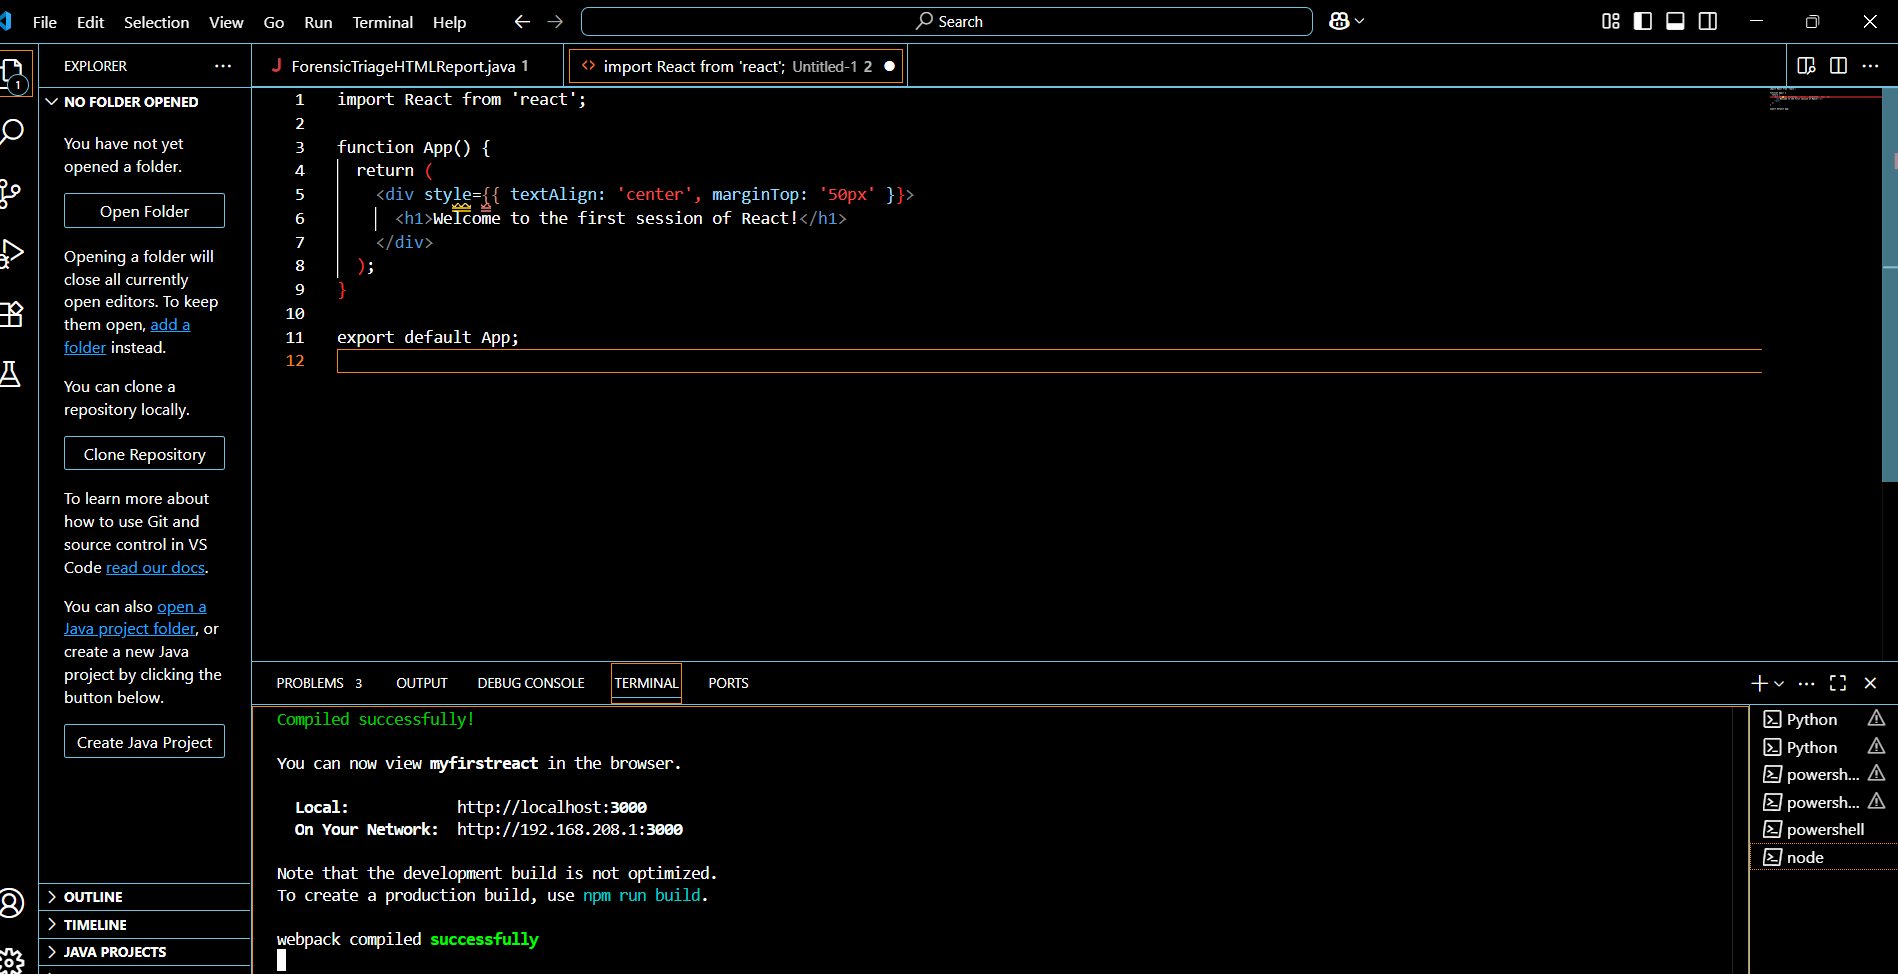 File Edit Selection View Go Run Terminal Help
Search
EXPLORER
ForensicTriageHTMLReport.java 1
import React from 'react'; Untitled-1 2
1
NO FOLDER OPENED
You have not yet
opened a folder.
Open Folder
Opening a folder will
close all currently
open editors. To keep
them open, add a
folder instead.
You can clone a
repository locally.
Clone Repository
To learn more about
how to use Git and
source control in VS
Code read our docs.
You can also open a
Java project folder, or
create a new Java
project by clicking the
button below.
Create Java Project
OUTLINE
TIMELINE
JAVA PROJECTS
1 import React from 'react';
2
3 function App() {
4 return (
5 <div style={{ textAlign: 'center', marginTop: '50px' }}>
6 <h1>Welcome to the first session of React!</h1>
7 </div>
8 );
9 }
10
11 export default App;
12
PROBLEMS 3 OUTPUT DEBUG CONSOLE TERMINAL PORTS
Compiled successfully!
You can now view myfirstreact in the browser.
Local: http://localhost:3000
On Your Network: http://192.168.208.1:3000
Note that the development build is not optimized.
To create a production build, use npm run build.
webpack compiled successfully
Python
Python
powersh...
powersh...
powershell
node